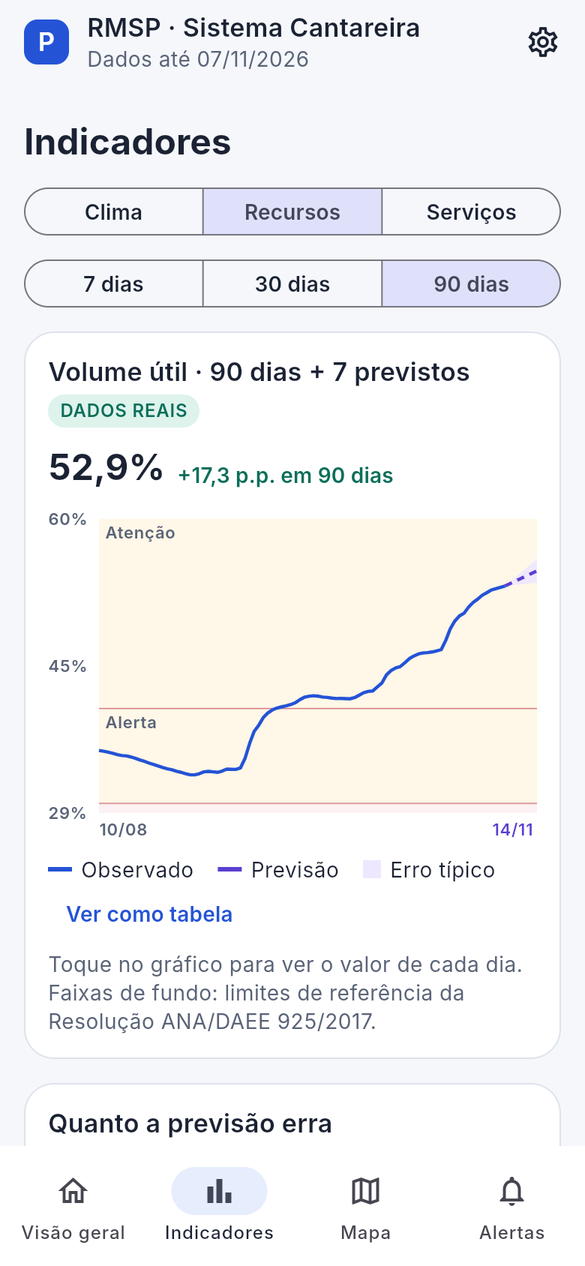 P
RMSP · Sistema Cantareira
Dados até 07/11/2026
Indicadores
Clima
Recursos
Serviços
7 dias
30 dias
90 dias
Volume útil · 90 dias + 7 previstos
DADOS REAIS
52,9% +17,3 p.p. em 90 dias
60%
Atenção
45%
Alerta
29%
10/08
14/11
Observado
Previsão
Erro típico
Ver como tabela
Toque no gráfico para ver o valor de cada dia.
Faixas de fundo: limites de referência da
Resolução ANA/DAEE 925/2017.
Quanto a previsão erra
Visão geral
Indicadores
Mapa
Alertas